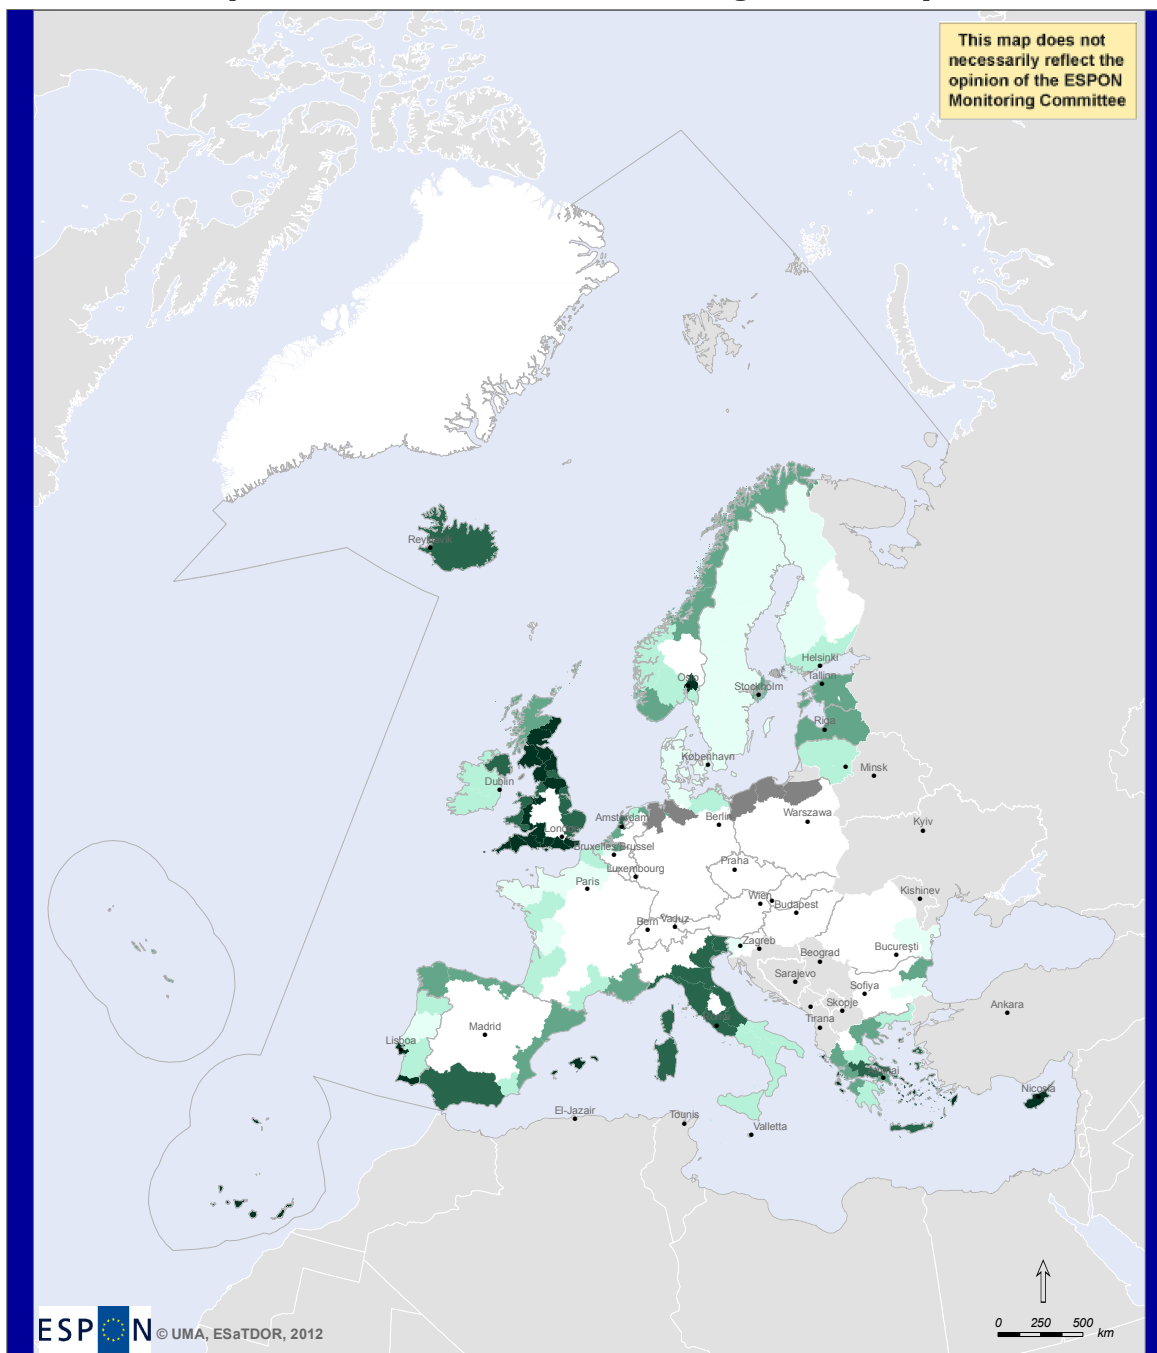 This map does not
necessarily reflect the
opinion of the ESPON
Monitoring Committee
Reykjavik
Helsinki
Tallinn
Oslo
Stockholm
Riga
København
Minsk
Dublin
Amsterdam
Berlin
Warszawa
Kyiv
Bruxelles/Brussel
Luxembourg
Praha
Paris
Kishinev
Wien
Budapest
Bern
Vaduz
Zagreb
Beograd
Bucureşti
Sarajevo
Sofiya
Skopje
Ankara
Tirana
Madrid
Lisboa
Nicosia
El-Jazair
Tounis
Valletta
0 250 500
km
ESPON © UMA, ESaTDOR, 2012